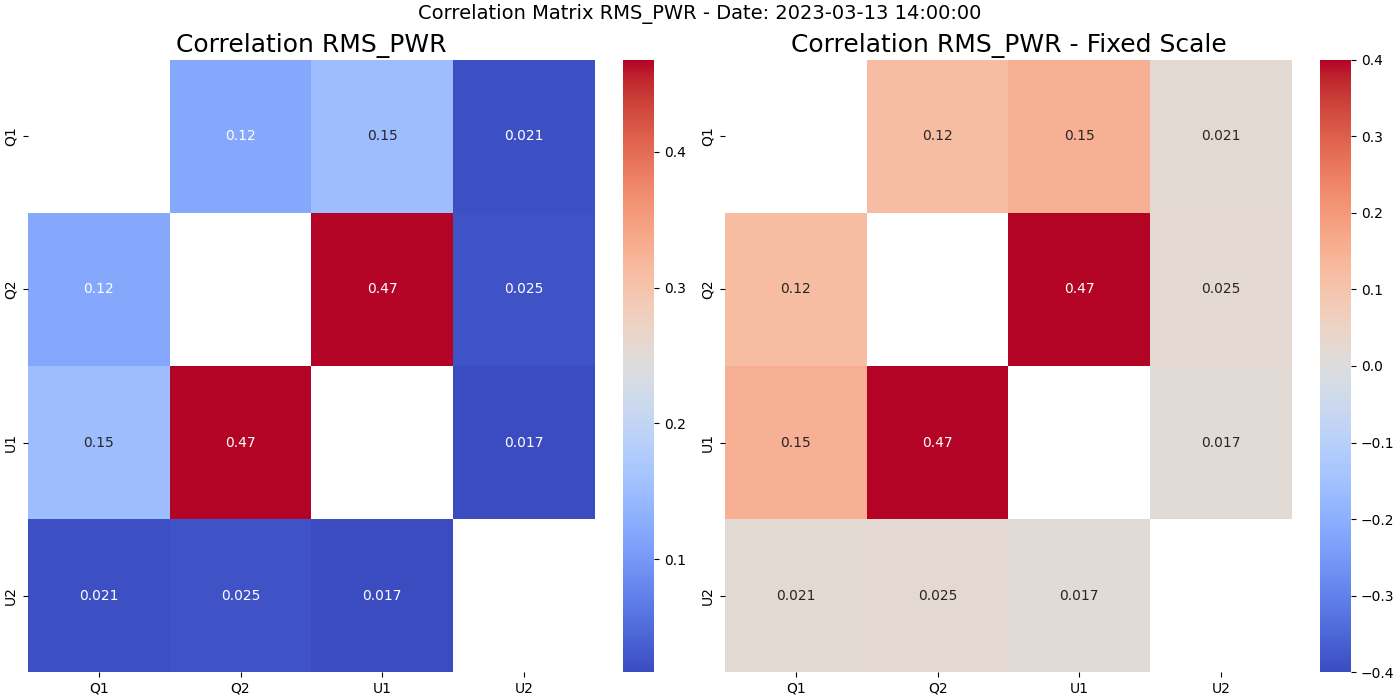 Correlation Matrix RMS_PWR - Date: 2023-03-13 14:00:00
Correlation RMS_PWR
Q1
0.12
0.15
0.021
Q2
0.12
0.47
0.025
U1
0.15
0.47
0.017
U2
0.021
0.025
0.017
Q1
Q2
U1
U2
0.4
0.3
0.2
0.1
Correlation RMS_PWR - Fixed Scale
Q1
0.12
0.15
0.021
Q2
0.12
0.47
0.025
U1
0.15
0.47
0.017
U2
0.021
0.025
0.017
Q1
Q2
U1
U2
0.4
0.3
0.2
0.1
0.0
−0.1
−0.2
−0.3
−0.4